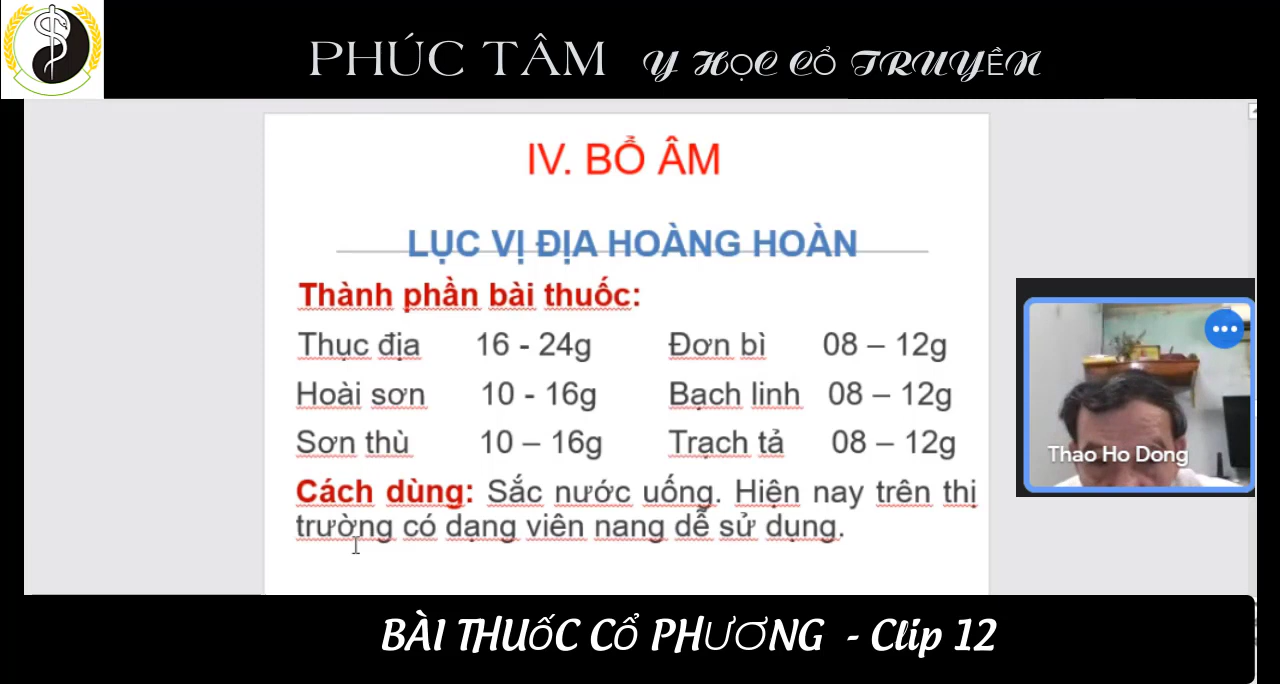 PHÚC TÂM Y HỌC CỔ TRUYỀN
IV. BỔ ÂM
LỤC VỊ ĐỊA HOÀNG HOÀN
Thành phần bài thuốc:
Thục địa 16 - 24g Đơn bì 08 – 12g
Hoài sơn 10 - 16g Bạch linh 08 – 12g
Sơn thù 10 – 16g Trạch tả 08 – 12g
Cách dùng: Sắc nước uống. Hiện nay trên thị
trường có dạng viên nang dễ sử dụng.
Thao Ho Dong
BÀI THUỐC CỔ PHƯƠNG - Clip 12